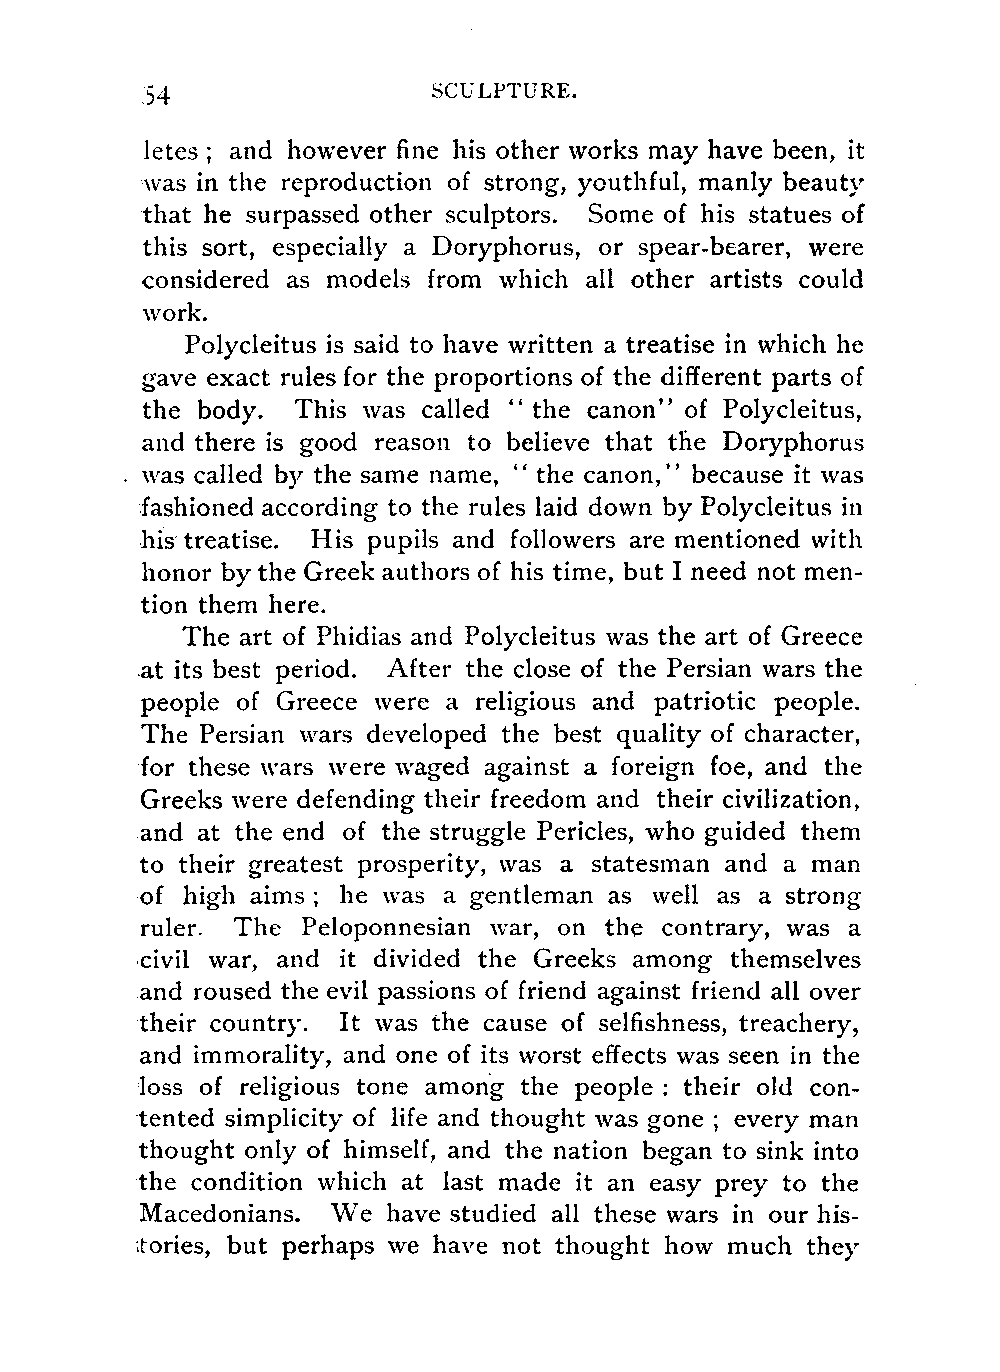 54 SCULPTURE.
letes ; and however fine his other works may have been, it
was in the reproduction of strong, youthful, manly beauty
that he surpassed other sculptors. Some of his statues of
this sort, especially a Doryphorus, or spear-bearer, were
considered as models from which all other artists could
work.
Polycleitus is said to have written a treatise in which he
gave exact rules for the proportions of the different parts of
the body. This was called “ the canon” of Polycleitus,
and there is good reason to believe that the Doryphorus
was called by the same name, “ the canon,” because it was
fashioned according to the rules laid down by Polycleitus in
his treatise. His pupils and followers are mentioned with
honor by the Greek authors of his time, but I need not men-
tion them here.
The art of Phidias and Polycleitus was the art of Greece
at its best period. After the close of the Persian wars the
people of Greece were a religious and patriotic people.
The Persian wars developed the best quality of character,
for these wars were waged against a foreign foe, and the
Greeks were defending their freedom and their civilization,
and at the end of the struggle Pericles, who guided them
to their greatest prosperity, was a statesman and a man
of high aims ; he was a gentleman as well as a strong
ruler. The Peloponnesian war, on the contrary, was a
civil war, and it divided the Greeks among themselves
and roused the evil passions of friend against friend all over
their country. It was the cause of selfishness, treachery,
and immorality, and one of its worst effects was seen in the
loss of religious tone among the people : their old con-
tented simplicity of life and thought was gone ; every man
thought only of himself, and the nation began to sink into
the condition which at last made it an easy prey to the
Macedonians. We have studied all these wars in our his-
tories, but perhaps we have not thought how much they